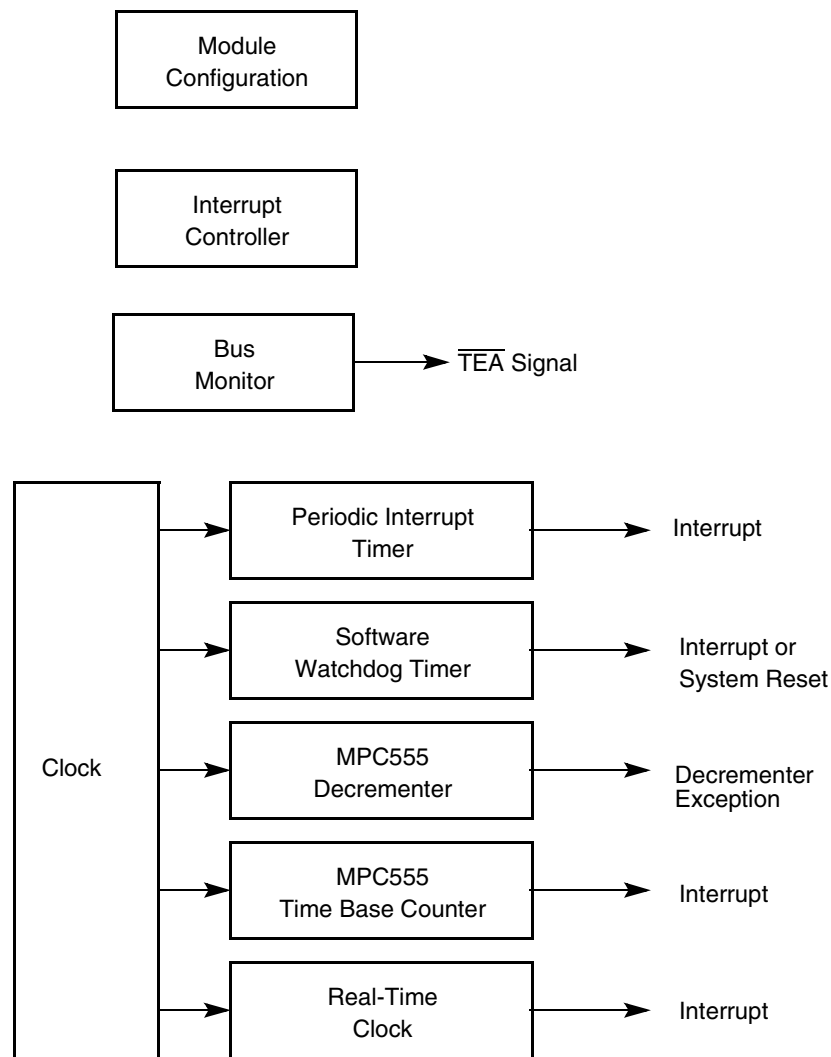 Module
Configuration
Interrupt
Controller
Bus
Monitor
T̅E̅A̅ Signal
Clock
Periodic Interrupt
Timer
Interrupt
Software
Watchdog Timer
Interrupt or
System Reset
MPC555
Decrementer
Decrementer
Exception
MPC555
Time Base Counter
Interrupt
Real-Time
Clock
Interrupt